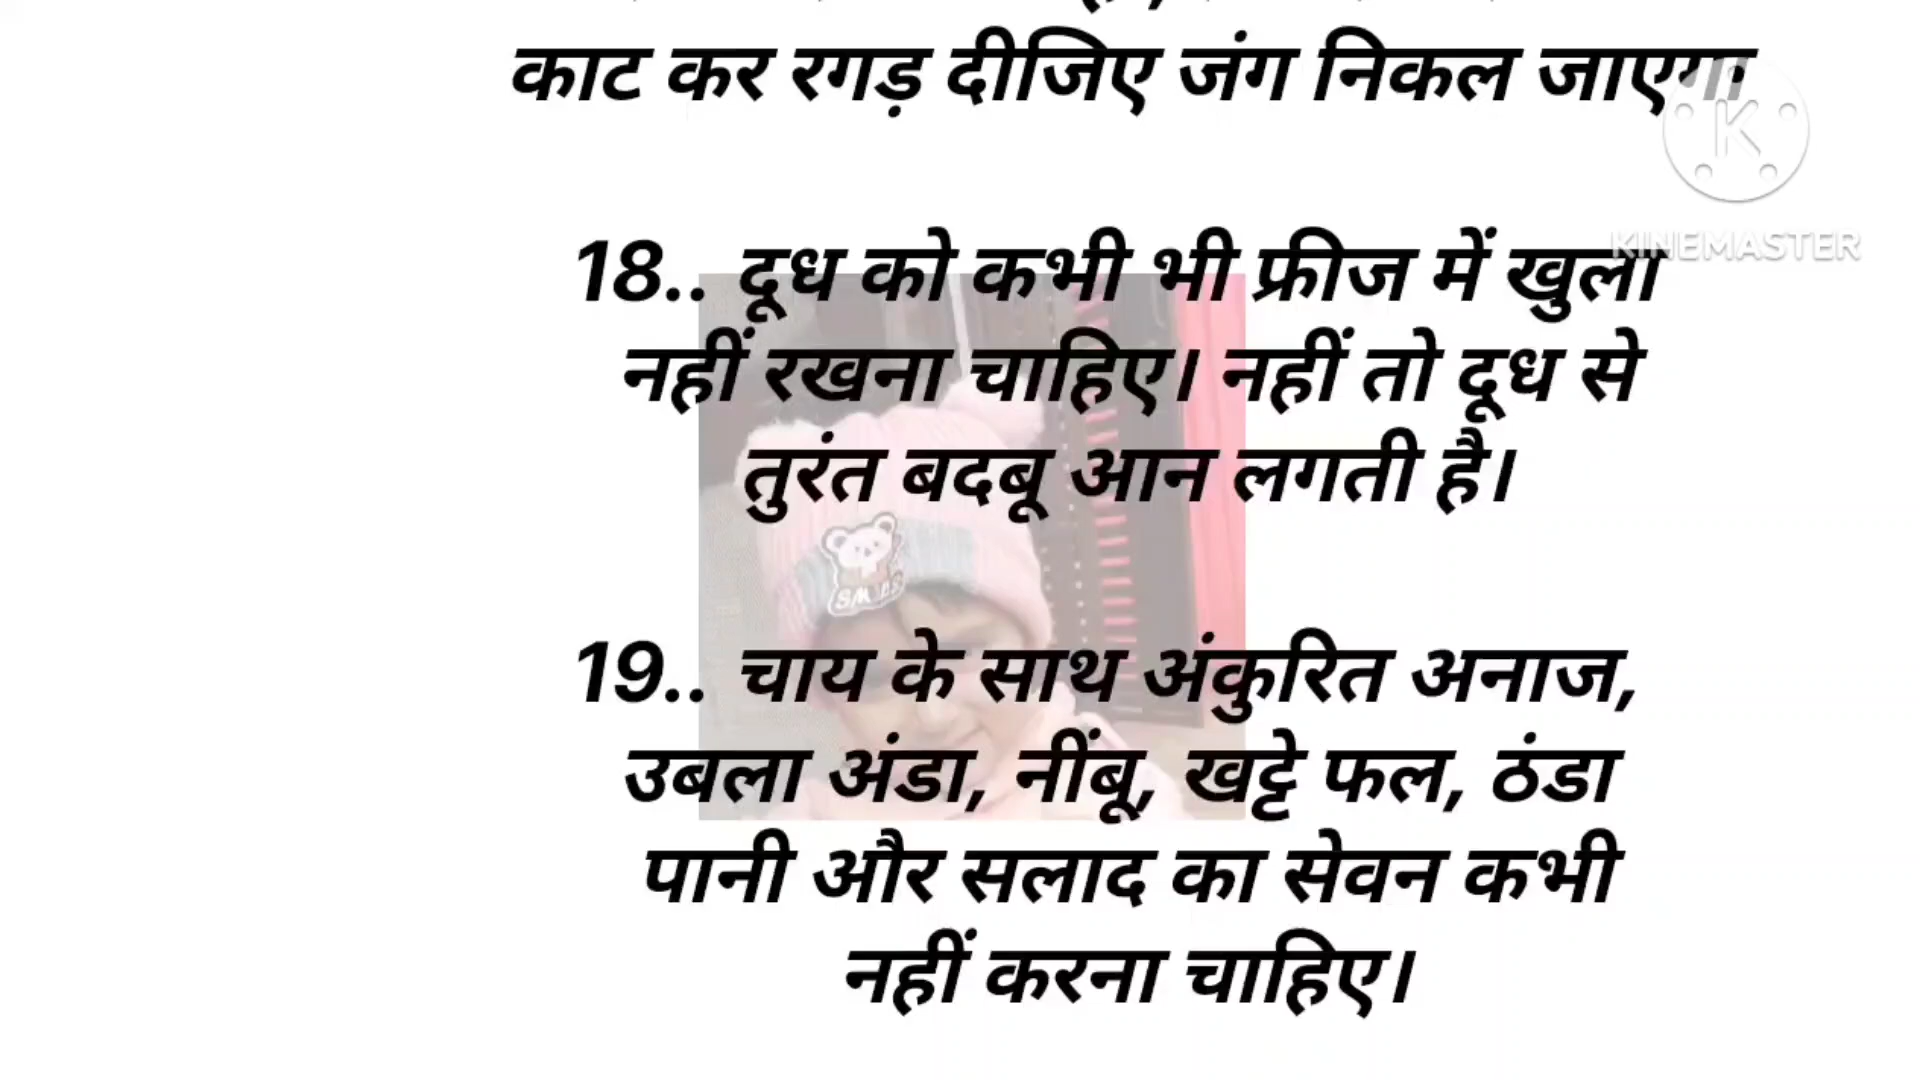 काट कर रगड़ दीजिए जंग निकल जाएगा
KINEMASTER
18.. दूध को कभी भी फ्रीज में खुला
नहीं रखना चाहिए। नहीं तो दूध से
तुरंत बदबू आन लगती है।
19.. चाय के साथ अंकुरित अनाज,
उबला अंडा, नींबू, खट्टे फल, ठंडा
पानी और सलाद का सेवन कभी
नहीं करना चाहिए।